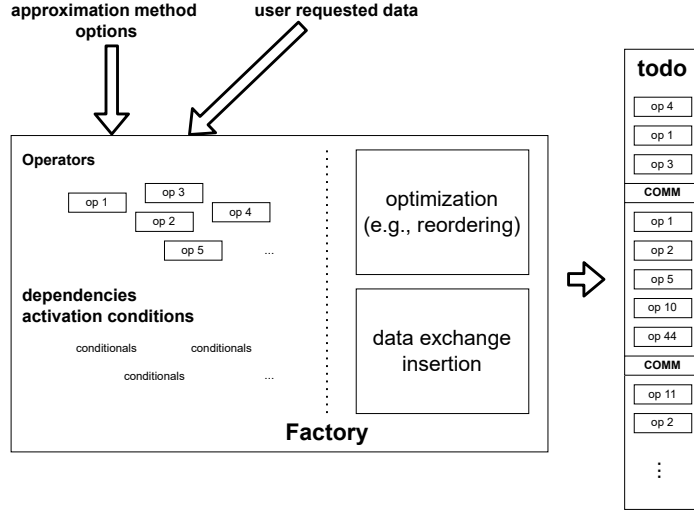 approximation method
options
user requested data
Operators
op 1
op 3
op 2
op 4
op 5
...
dependencies
activation conditions
conditionals
conditionals
conditionals
...
optimization
(e.g., reordering)
data exchange
insertion
Factory
todo
op 4
op 1
op 3
COMM
op 1
op 2
op 5
op 10
op 44
COMM
op 11
op 2
⋮